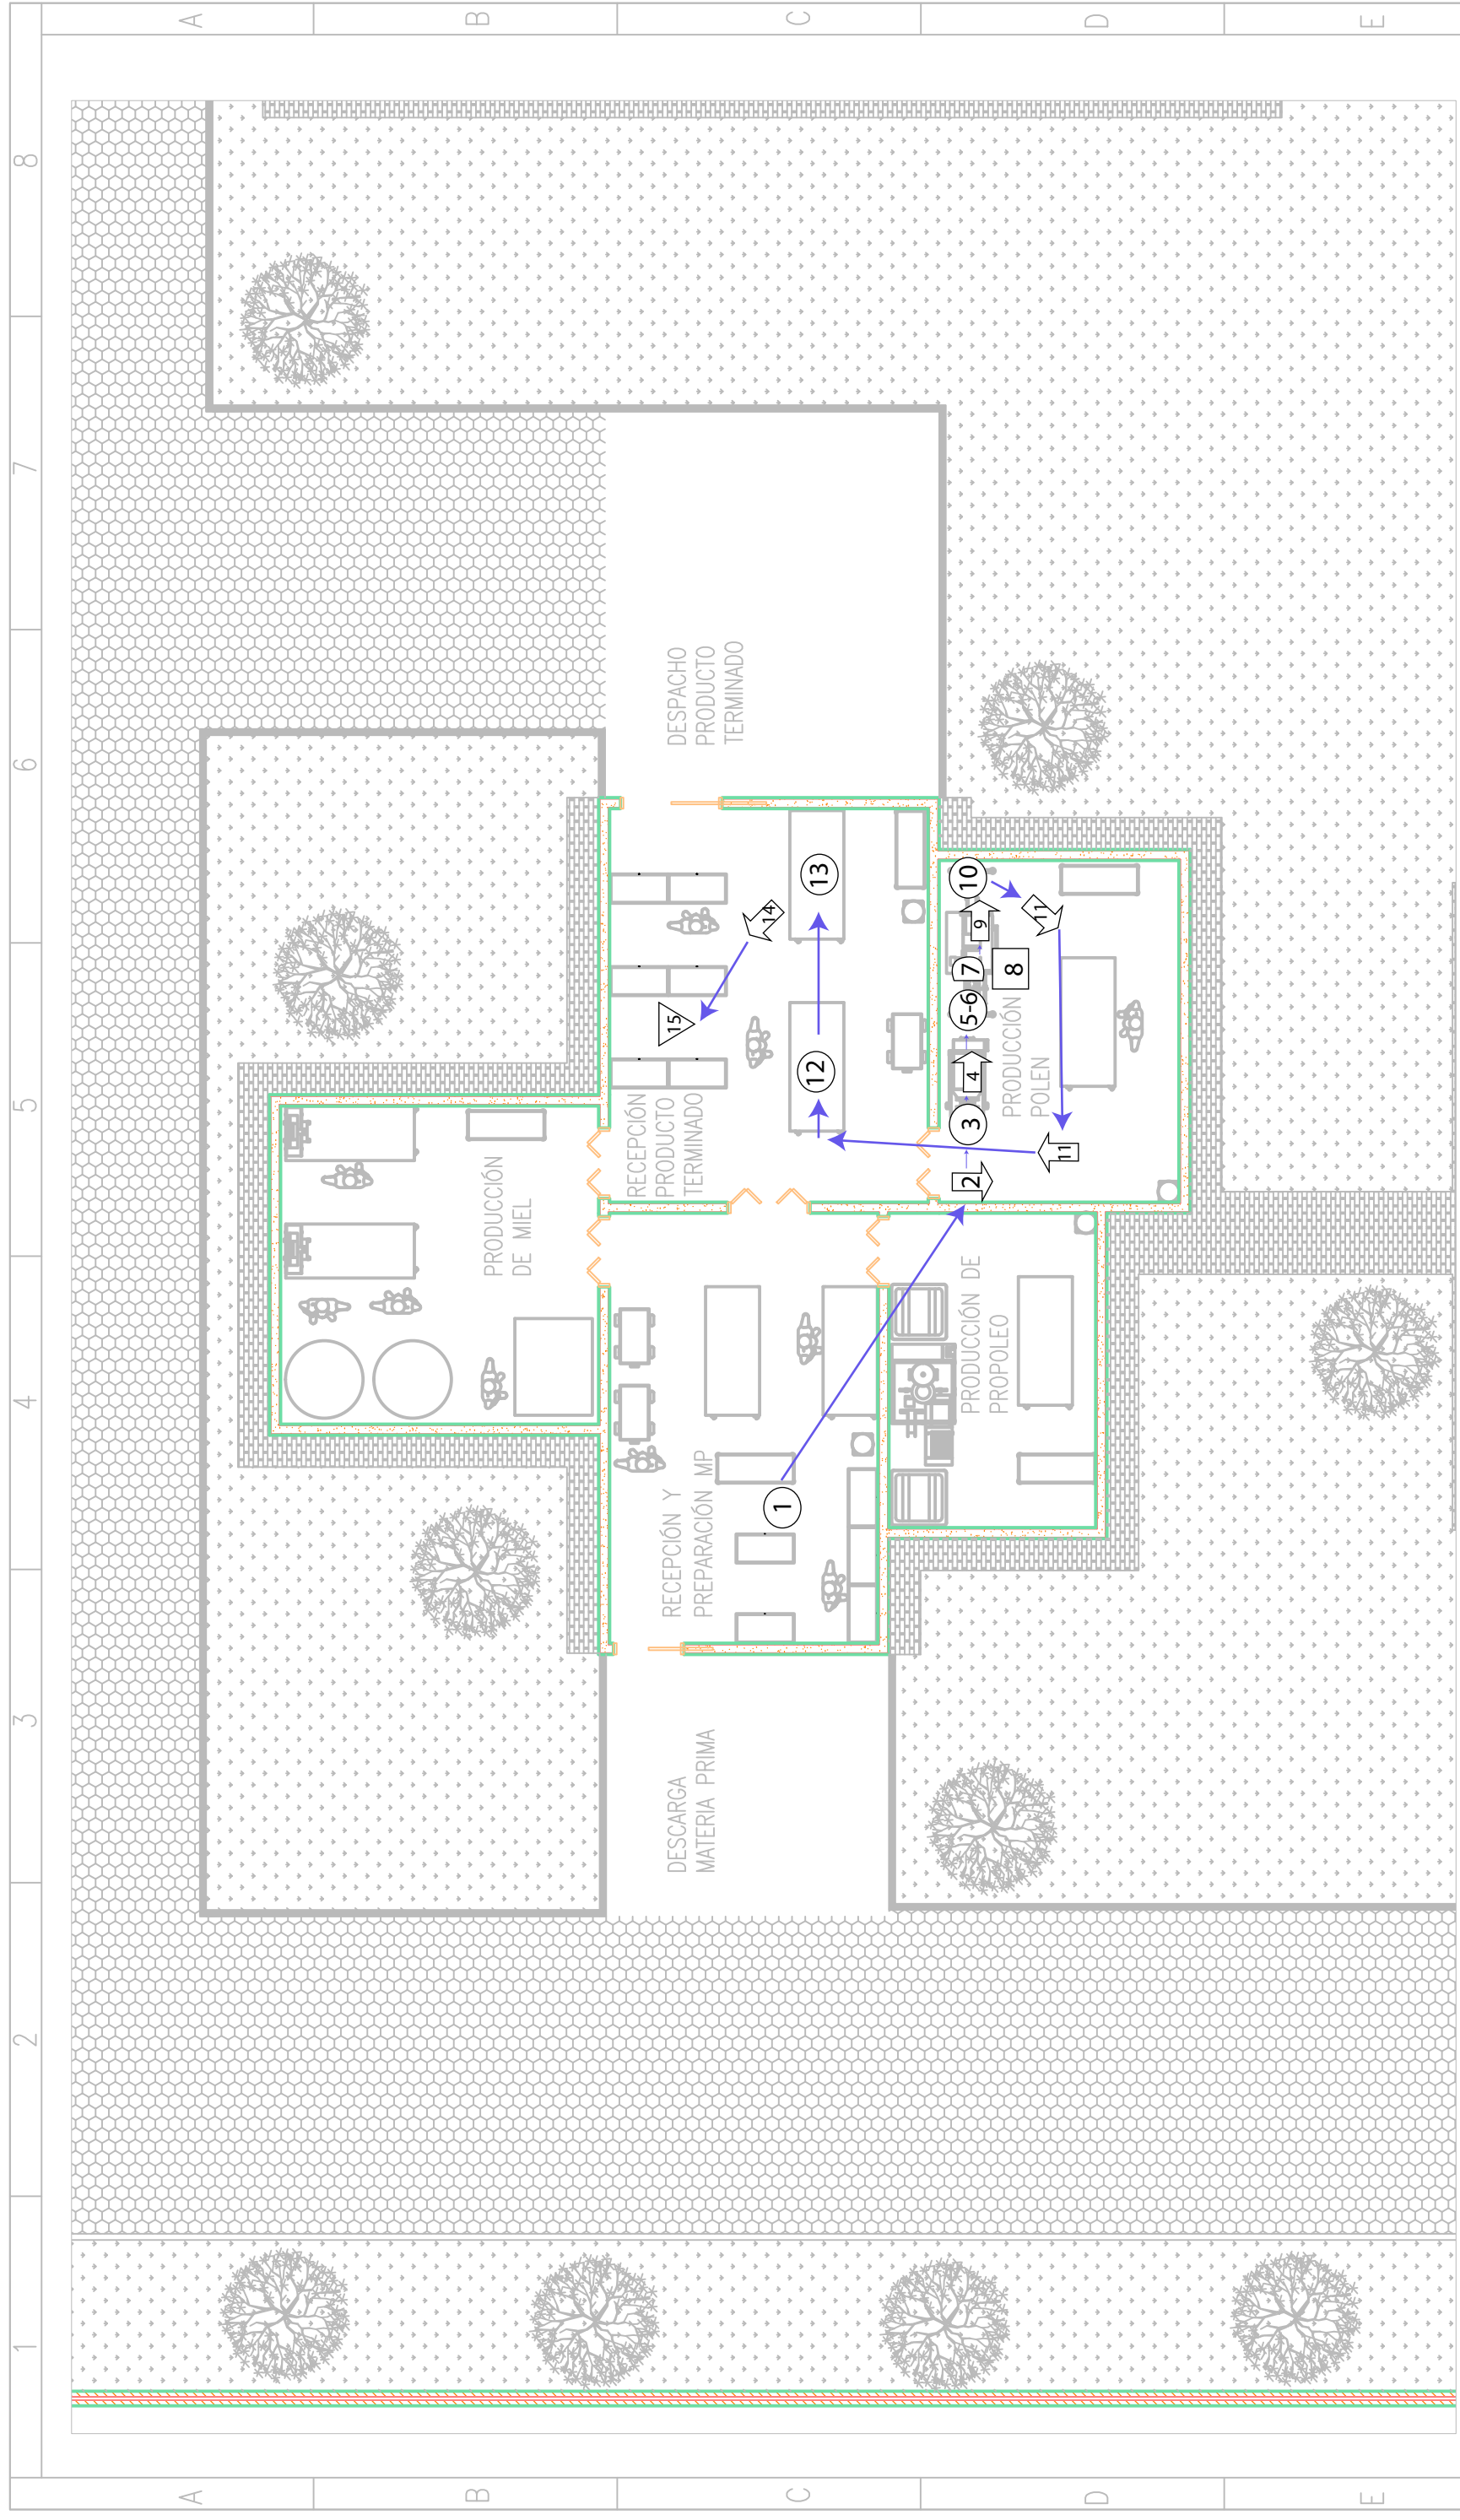 A
B
C
D
E
8
7
6
5
4
3
2
1
A
B
C
D
E
DESPACHO
PRODUCTO
TERMINADO
RECEPCIÓN
PRODUCTO
TERMINADO
PRODUCCIÓN
DE MIEL
PRODUCCIÓN
POLEN
PRODUCCIÓN DE
PROPOLEO
RECEPCIÓN Y
PREPARACIÓN MP
DESCARGA
MATERIA PRIMA
1
2
3
4
5-6
7
8
9
10
11
11
12
13
14
15